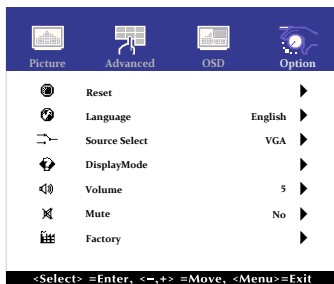 Picture Advanced OSD Option
Reset
Language English
Source Select VGA
DisplayMode
Volume 5
Mute No
Factory
<Select> =Enter, <−,+> =Move, <Menu>=Exit